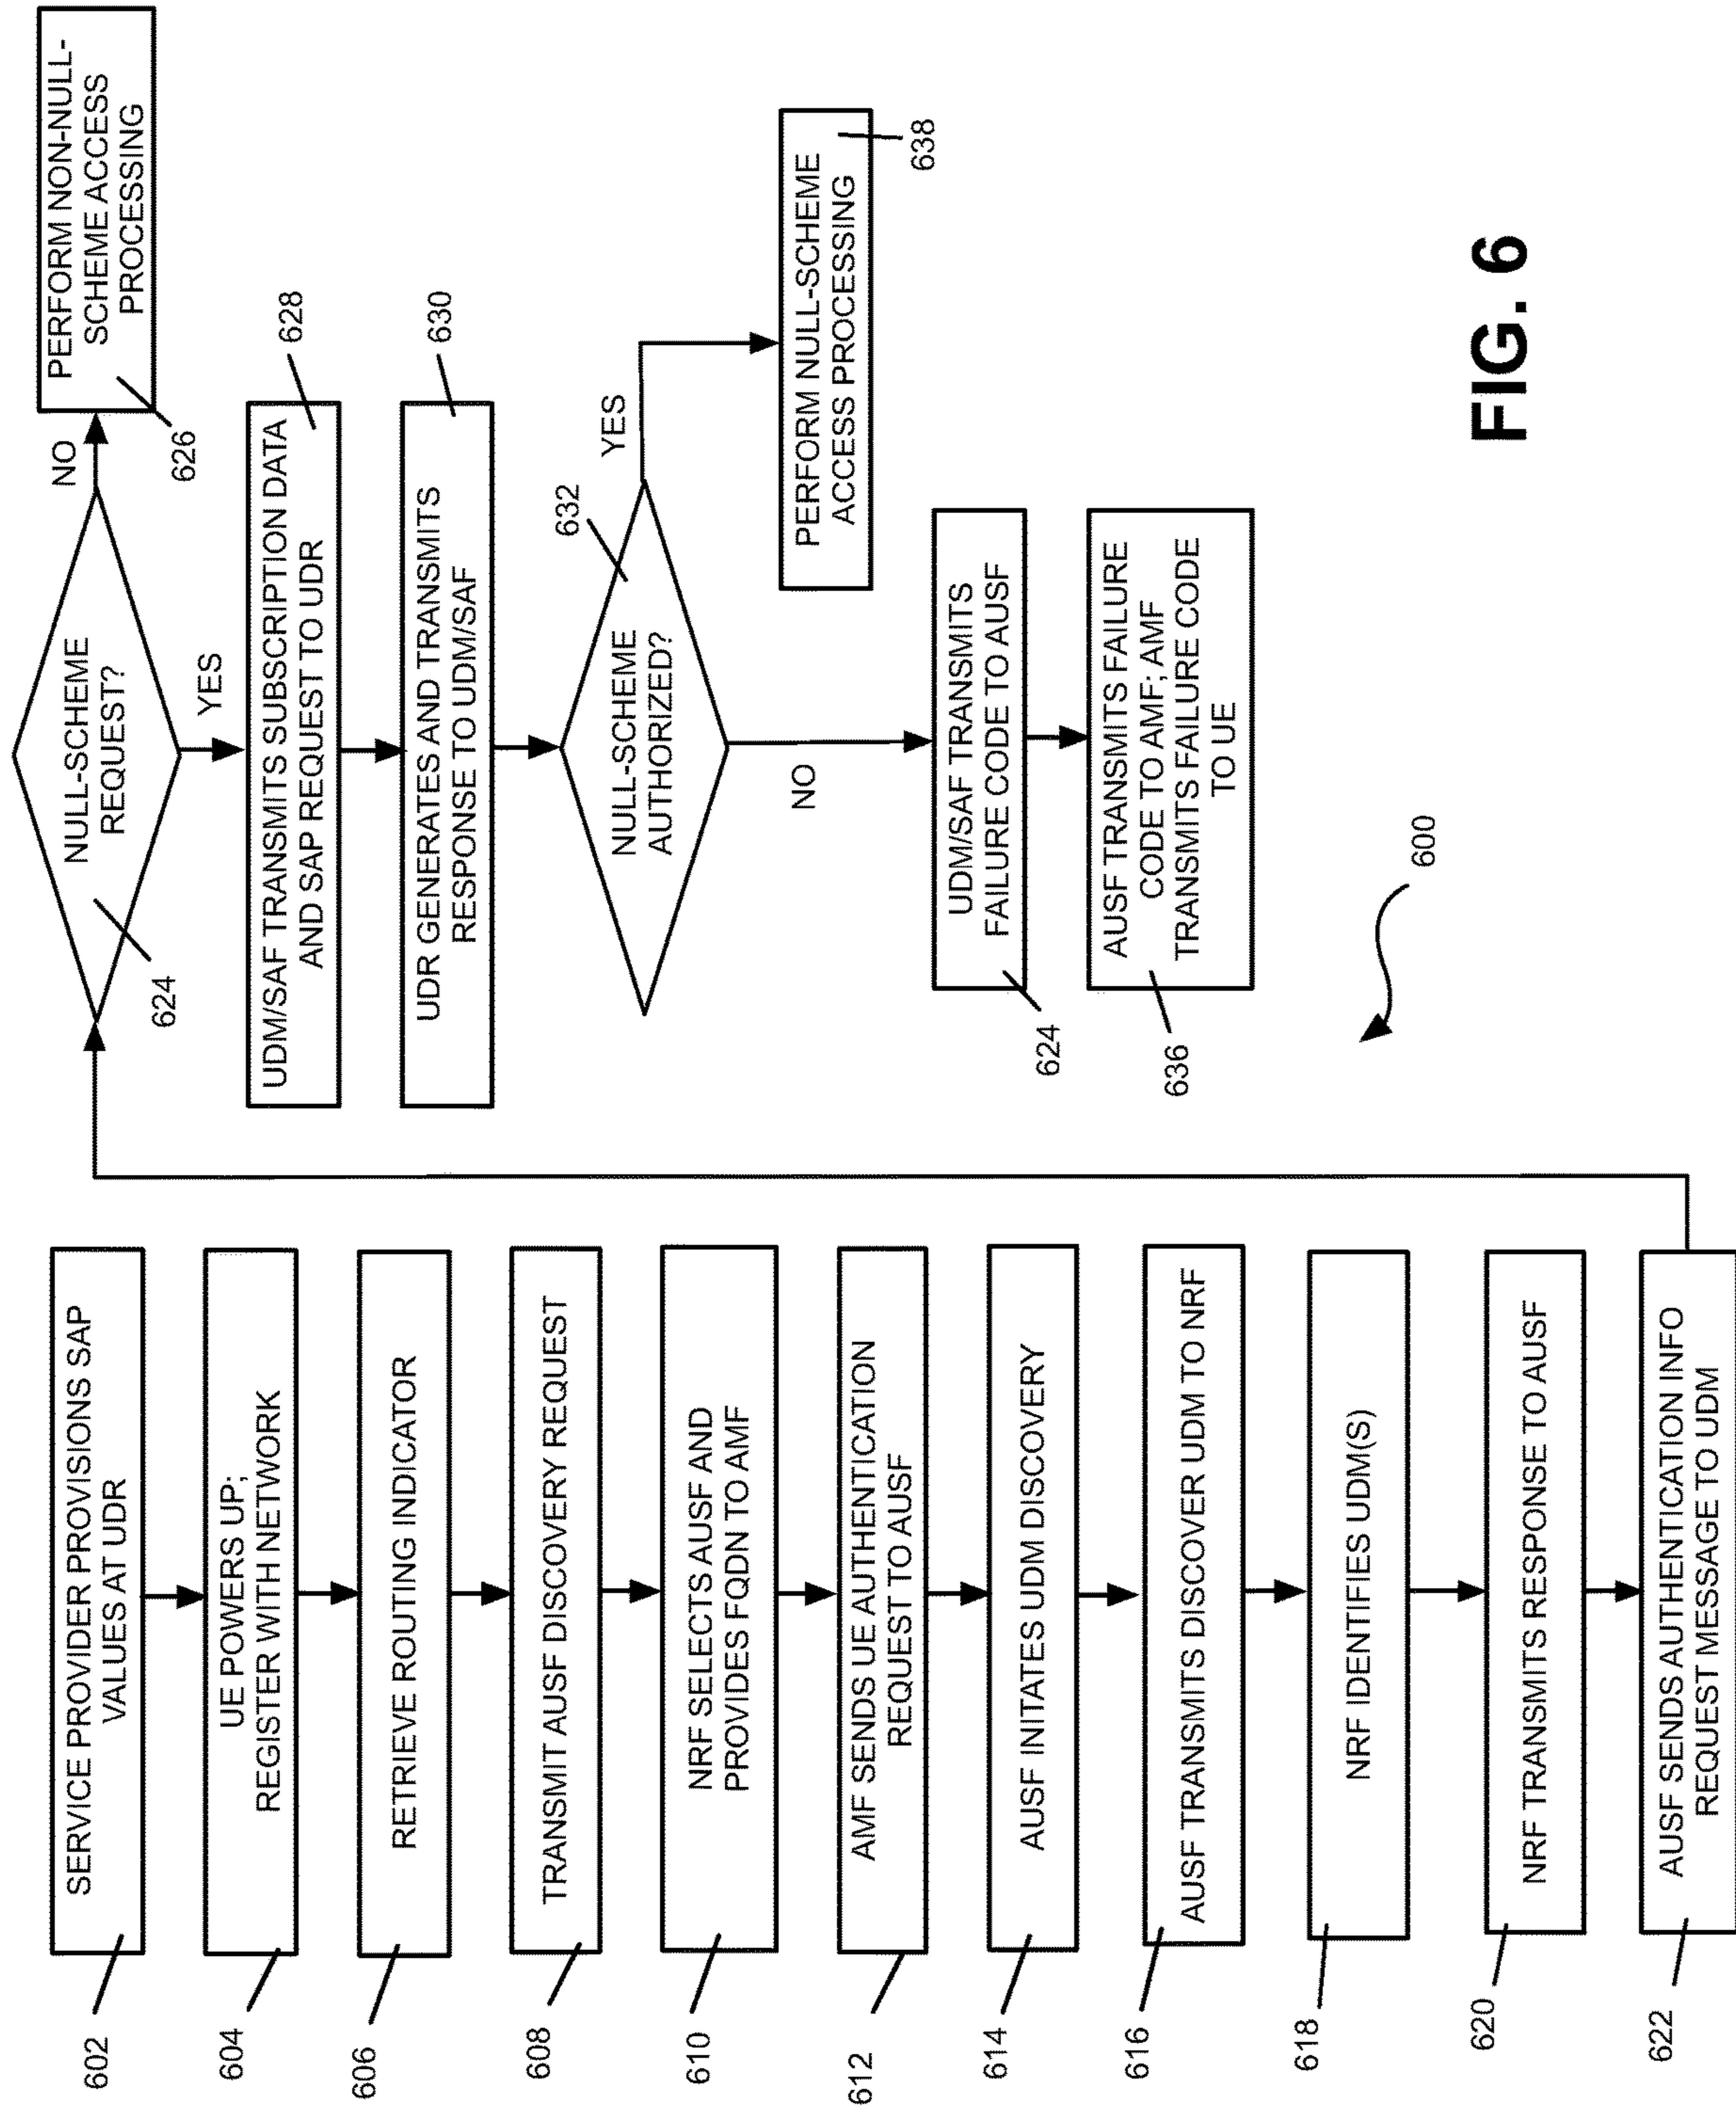 602
SERVICE PROVIDER PROVISIONS SAP
VALUES AT UDR
604
UE POWERS UP;
REGISTER WITH NETWORK
606
RETRIEVE ROUTING INDICATOR
608
TRANSMIT AUSF DISCOVERY REQUEST
610
NRF SELECTS AUSF AND
PROVIDES FQDN TO AMF
612
AMF SENDS UE AUTHENTICATION
REQUEST TO AUSF
614
AUSF INITATES UDM DISCOVERY
616
AUSF TRANSMITS DISCOVER UDM TO NRF
618
NRF IDENTIFIES UDM(S)
620
NRF TRANSMITS RESPONSE TO AUSF
622
AUSF SENDS AUTHENTICATION INFO
REQUEST MESSAGE TO UDM
624
NULL-SCHEME
REQUEST?
NO
626
PERFORM NON-NULL-
SCHEME ACCESS
PROCESSING
YES
628
UDM/SAF TRANSMITS SUBSCRIPTION DATA
AND SAP REQUEST TO UDR
630
UDR GENERATES AND TRANSMITS
RESPONSE TO UDM/SAF
632
NULL-SCHEME
AUTHORIZED?
YES
PERFORM NULL-SCHEME
ACCESS PROCESSING
638
NO
UDM/SAF TRANSMITS
FAILURE CODE TO AUSF
624
AUSF TRANSMITS FAILURE
CODE TO AMF; AMF
TRANSMITS FAILURE CODE
TO UE
636
600
FIG. 6